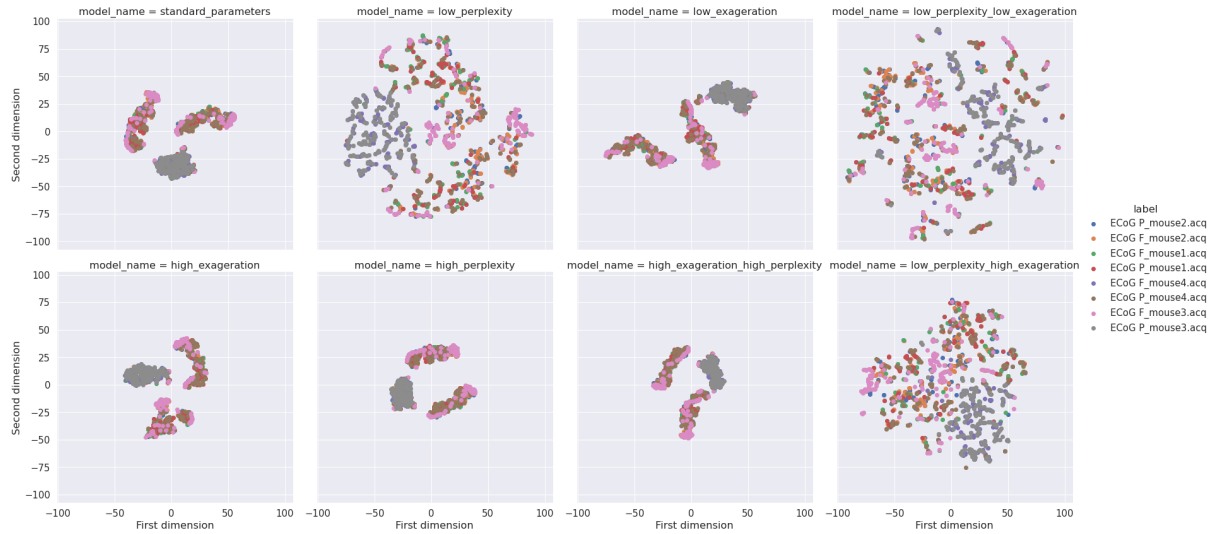 model_name = standard_parameters
model_name = low_perplexity
model_name = low_exageration
model_name = low_perplexity_low_exageration
100
75
50
25
0
−25
−50
−75
−100
Second dimension
model_name = high_exageration
model_name = high_perplexity
model_name = high_exageration_high_perplexity
model_name = low_perplexity_high_exageration
100
75
50
25
0
−25
−50
−75
−100
Second dimension
−100 −50 0 50 100
First dimension
−100 −50 0 50 100
First dimension
−100 −50 0 50 100
First dimension
−100 −50 0 50 100
First dimension
label
ECoG P_mouse2.acq
ECoG F_mouse2.acq
ECoG F_mouse1.acq
ECoG P_mouse1.acq
ECoG F_mouse4.acq
ECoG P_mouse4.acq
ECoG F_mouse3.acq
ECoG P_mouse3.acq